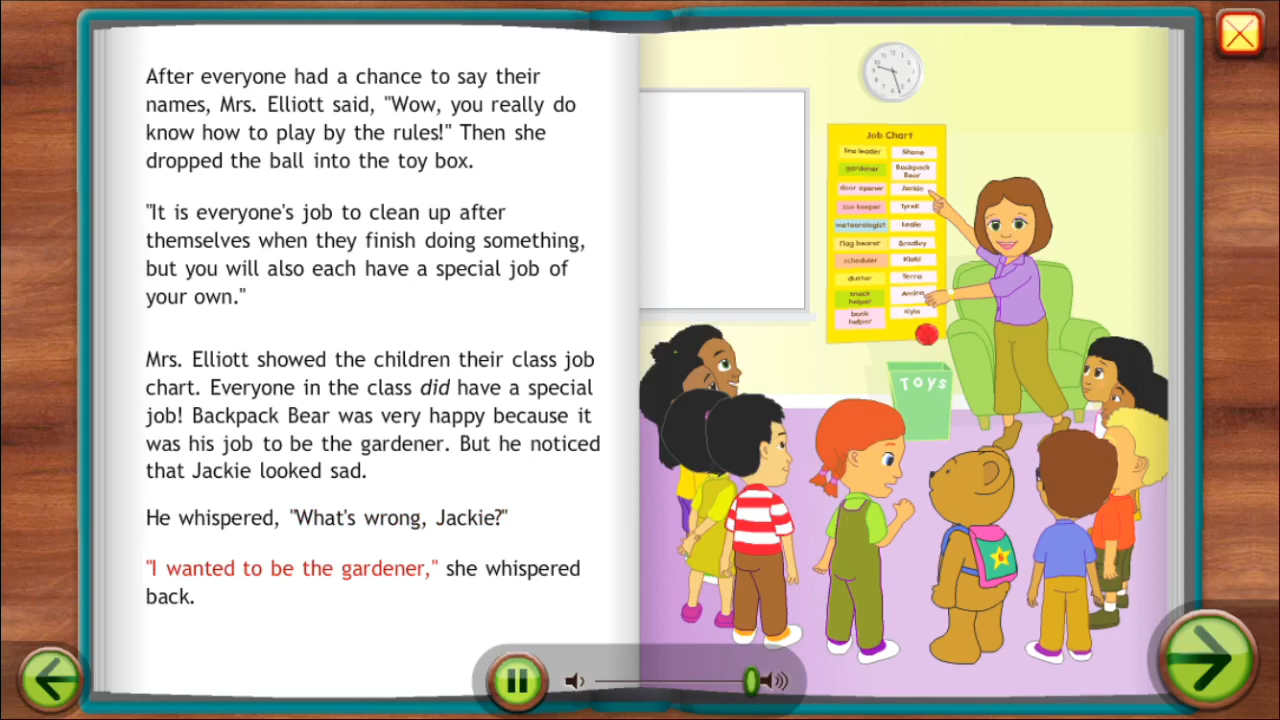 After everyone had a chance to say their
names, Mrs. Elliott said, "Wow, you really do
know how to play by the rules!" Then she
dropped the ball into the toy box.
"It is everyone's job to clean up after
themselves when they finish doing something,
but you will also each have a special job of
your own."
Mrs. Elliott showed the children their class job
chart. Everyone in the class did have a special
job! Backpack Bear was very happy because it
was his job to be the gardener. But he noticed
that Jackie looked sad.
He whispered, "What's wrong, Jackie?"
"I wanted to be the gardener," she whispered
back.
Job Chart
line leader Shane
gardener Backpack
Bear
door opener Jackie
zoo keeper Tyrell
meteorologist Leslie
flag bearer Bradley
scheduler Kiski
duster Terra
snack
helper Amina
book
helper Kyle
TOYS